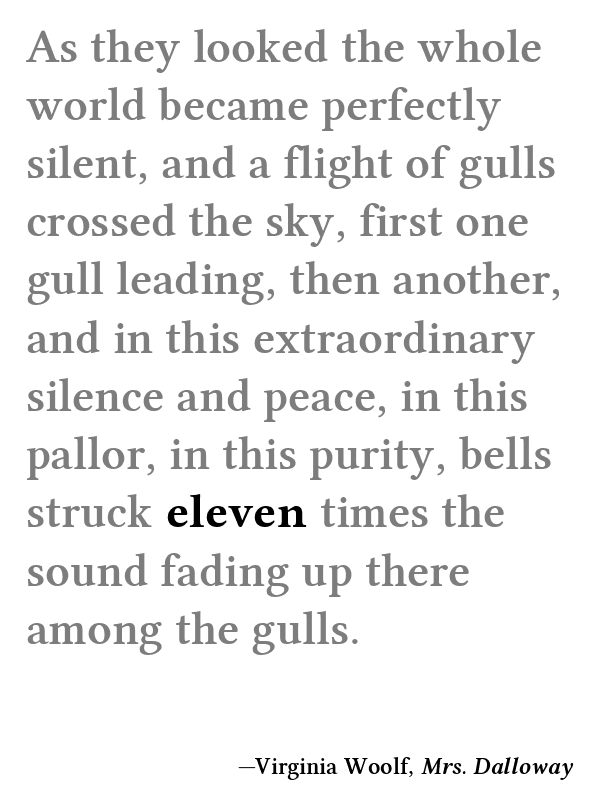 As they looked the whole
world became perfectly
silent, and a flight of gulls
crossed the sky, first one
gull leading, then another,
and in this extraordinary
silence and peace, in this
pallor, in this purity, bells
struck eleven times the
sound fading up there
among the gulls.
—Virginia Woolf, Mrs. Dalloway